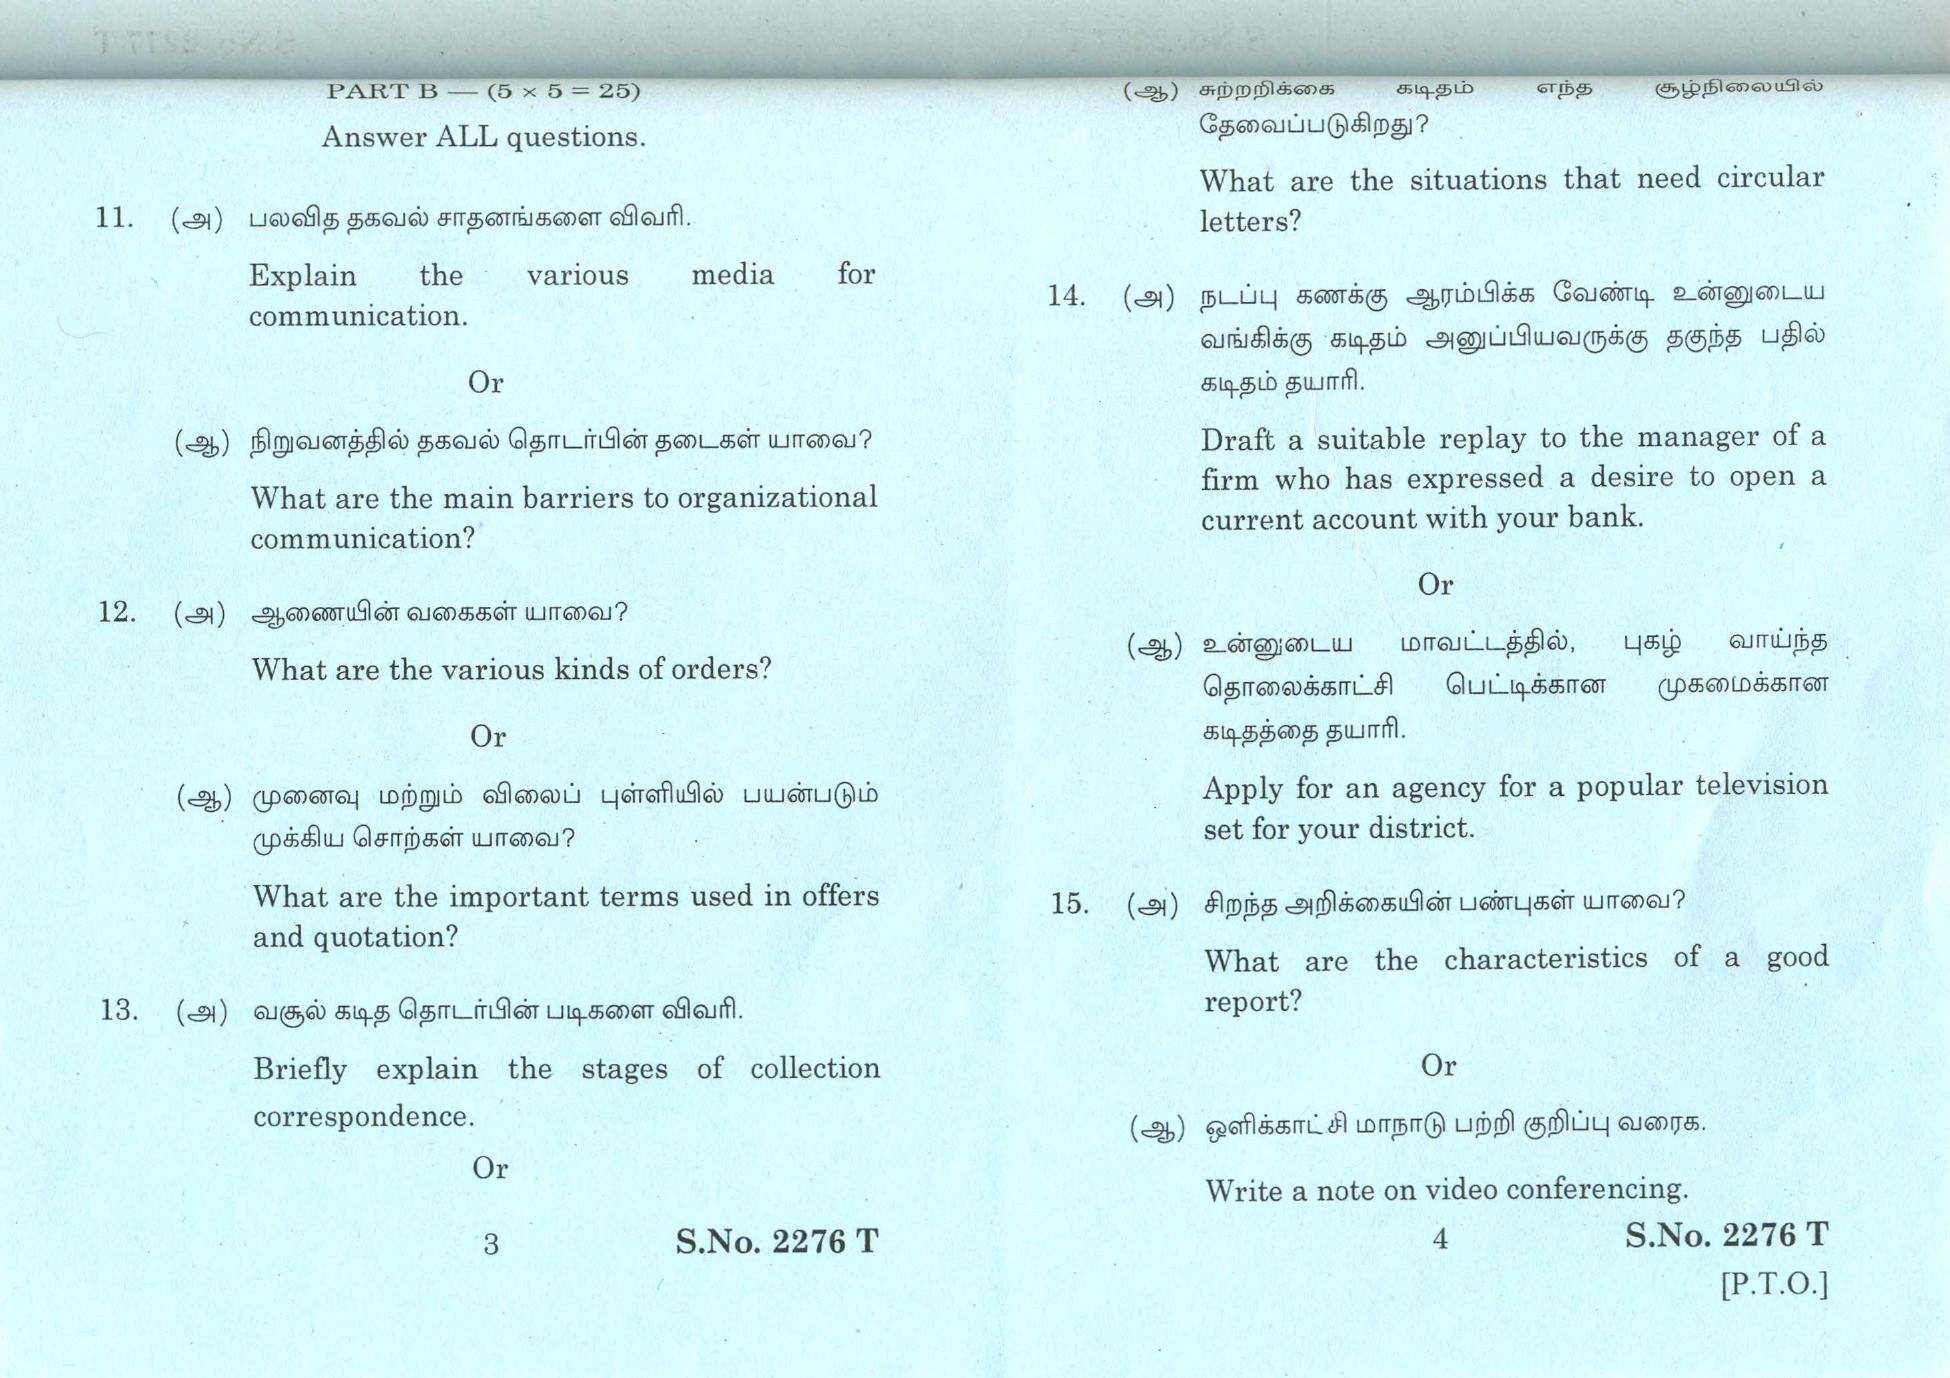 PART B — (5 × 5 = 25)
Answer ALL questions.
11. (அ) பலவித தகவல் சாதனங்களை விவரி.
Explain the various media for
communication.
Or
(ஆ) நிறுவனத்தில் தகவல் தொடர்பின் தடைகள் யாவை?
What are the main barriers to organizational
communication?
12. (அ) ஆணையின் வகைகள் யாவை?
What are the various kinds of orders?
Or
(ஆ) முனைவு மற்றும் விலைப் புள்ளியில் பயன்படும்
முக்கிய சொற்கள் யாவை?
What are the important terms used in offers
and quotation?
13. (அ) வசூல் கடித தொடர்பின் படிகளை விவரி.
Briefly explain the stages of collection
correspondence.
Or
3 S.No. 2276 T
(ஆ) சுற்றறிக்கை கடிதம் எந்த சூழ்நிலையில்
தேவைப்படுகிறது?
What are the situations that need circular
letters?
14. (அ) நடப்பு கணக்கு ஆரம்பிக்க வேண்டி உன்னுடைய
வங்கிக்கு கடிதம் அனுப்பியவருக்கு தகுந்த பதில்
கடிதம் தயாரி.
Draft a suitable replay to the manager of a
firm who has expressed a desire to open a
current account with your bank.
Or
(ஆ) உன்னுடைய மாவட்டத்தில், புகழ் வாய்ந்த
தொலைக்காட்சி பெட்டிக்கான முகமைக்கான
கடிதத்தை தயாரி.
Apply for an agency for a popular television
set for your district.
15. (அ) சிறந்த அறிக்கையின் பண்புகள் யாவை?
What are the characteristics of a good
report?
Or
(ஆ) ஒளிக்காட்சி மாநாடு பற்றி குறிப்பு வரைக.
Write a note on video conferencing.
4 S.No. 2276 T
[P.T.O.]